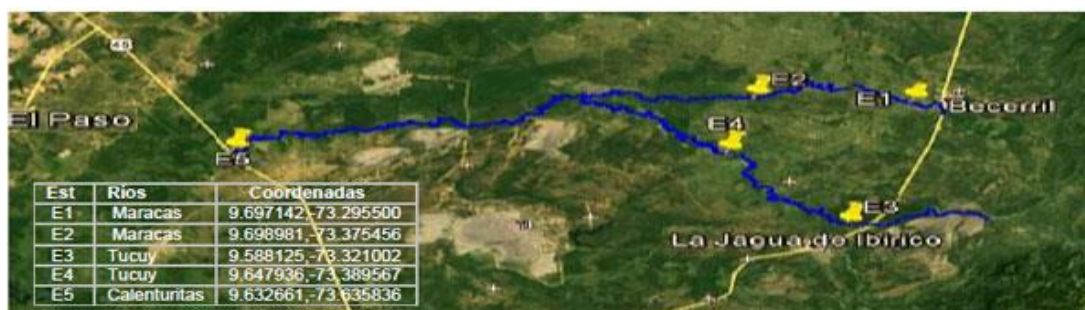 45
E2
E1
Becerril
El Paso
E4
E5
Est Ríos Coordenadas
E1 Maracas 9.697142,-73.295500
E2 Maracas 9.698981,-73.375456
E3 Tucuy 9.588125,-73.321002
E4 Tucuy 9.647936,-73.389567
E5 Calenturitas 9.632661,-73.635836
E3
La Jagua de Ibirico